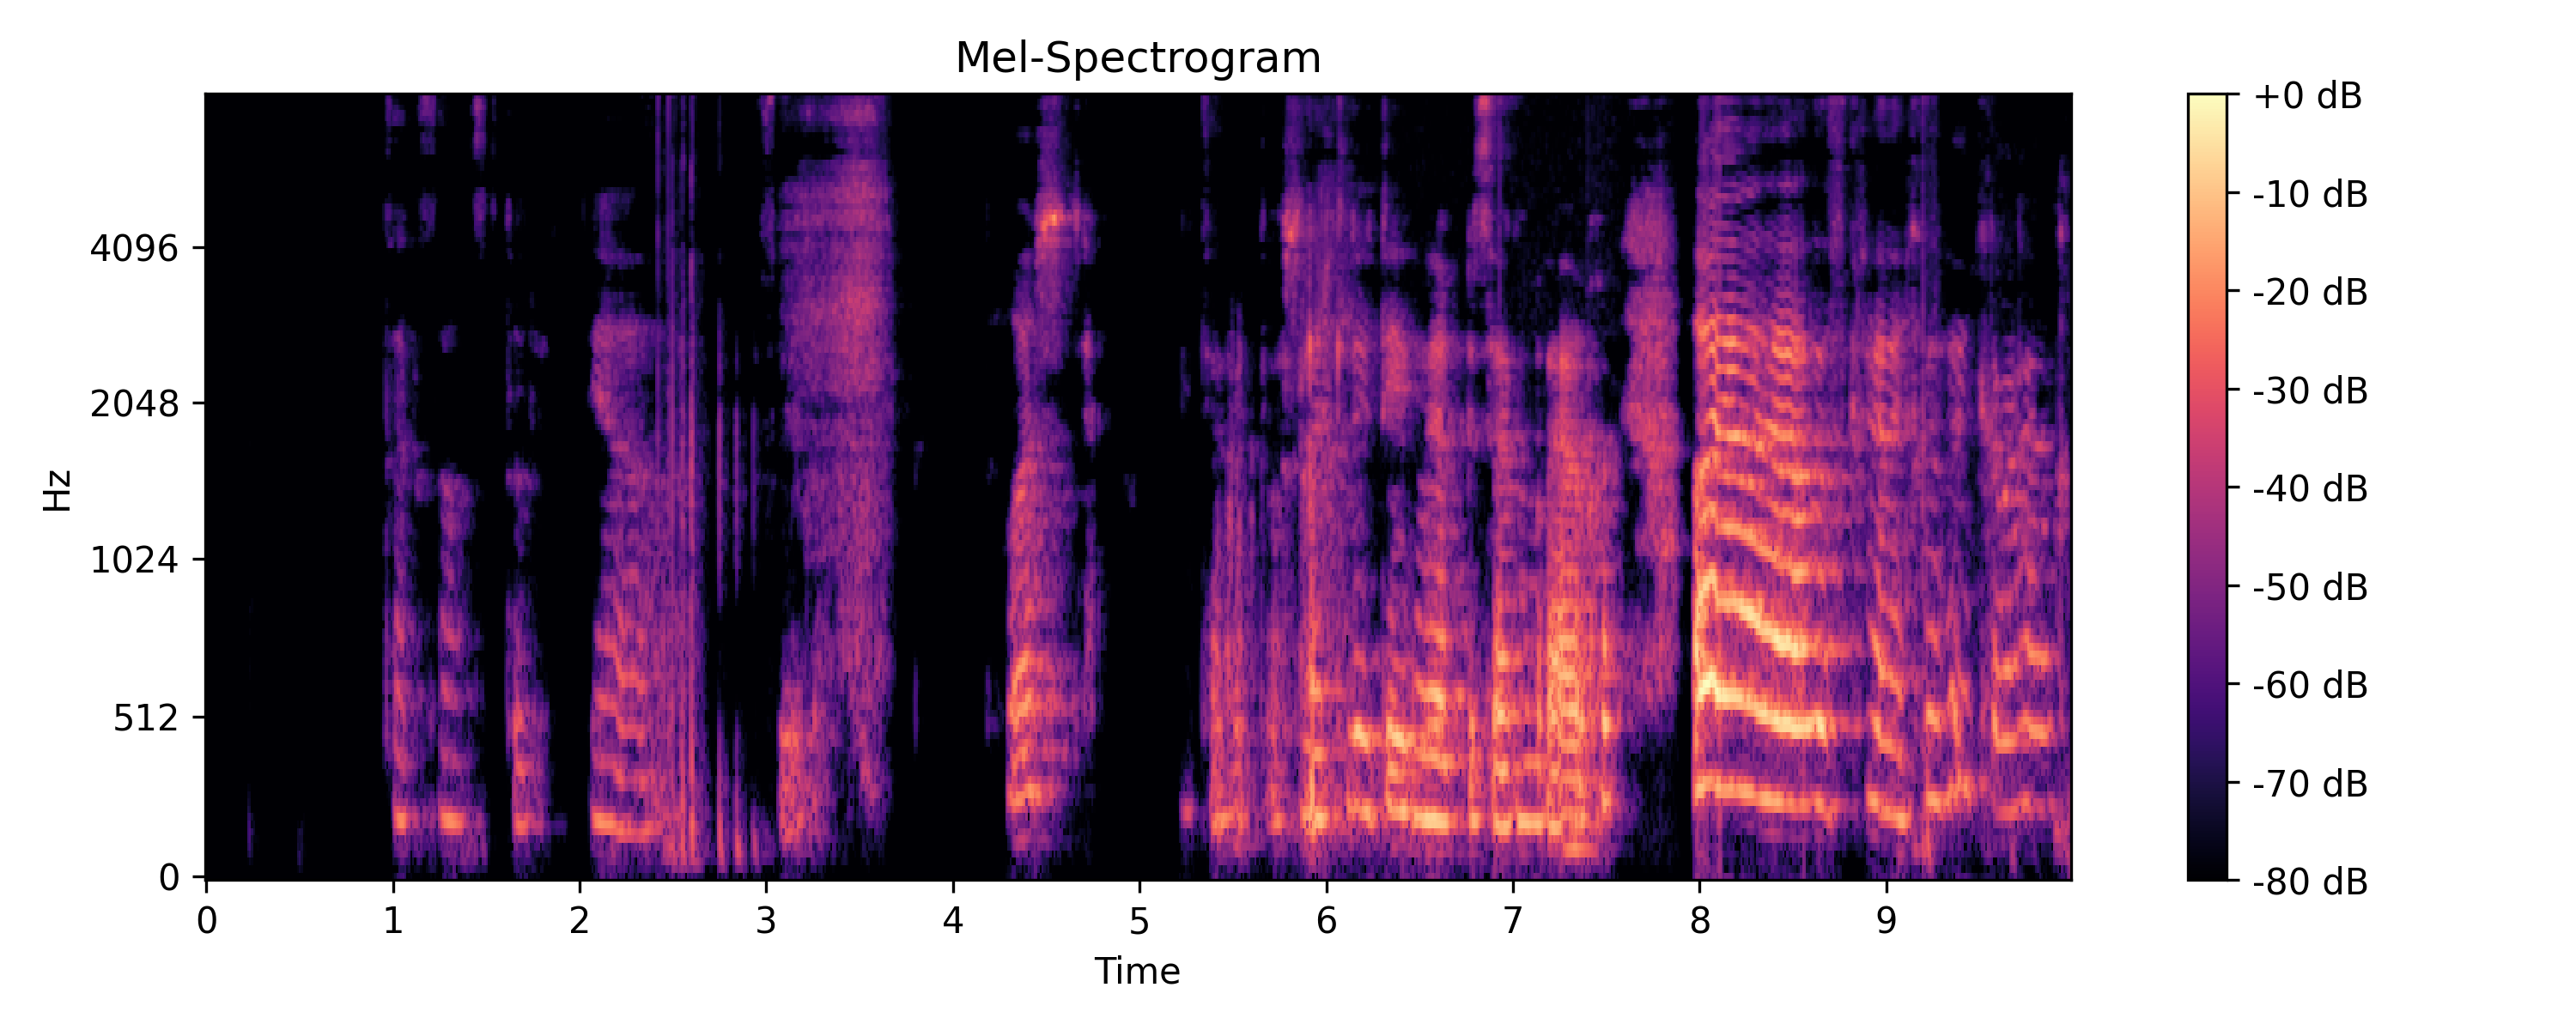 Mel-Spectrogram
+0 dB
-10 dB
-20 dB
-30 dB
-40 dB
-50 dB
-60 dB
-70 dB
-80 dB
Hz
4096
2048
1024
512
0
0 1 2 3 4 5 6 7 8 9
Time